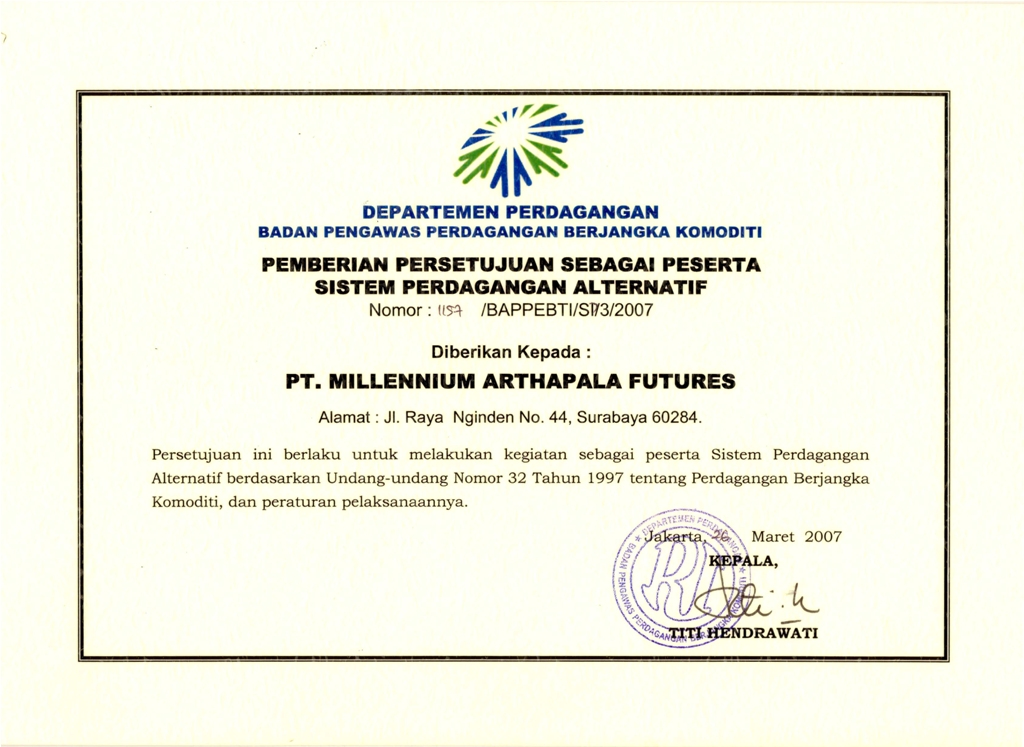 DEPARTEMEN PERDAGANGAN
BADAN PENGAWAS PERDAGANGAN BERJANGKA KOMODITI
PEMBERIAN PERSETUJUAN SEBAGAI PESERTA
SISTEM PERDAGANGAN ALTERNATIF
Nomor : 1157 /BAPPEBTI/SP/3/2007
Diberikan Kepada :
PT. MILLENNIUM ARTHAPALA FUTURES
Alamat : Jl. Raya Nginden No. 44, Surabaya 60284.
Persetujuan ini berlaku untuk melakukan kegiatan sebagai peserta Sistem Perdagangan
Alternatif berdasarkan Undang-undang Nomor 32 Tahun 1997 tentang Perdagangan Berjangka
Komoditi, dan peraturan pelaksanaannya.
Jakarta, 26 Maret 2007
KEPALA,
TITI HENDRAWATI
DEPARTEMEN PERDAGANGAN
BADAN PENGAWAS PERDAGANGAN BERJANGKA KOMODITI